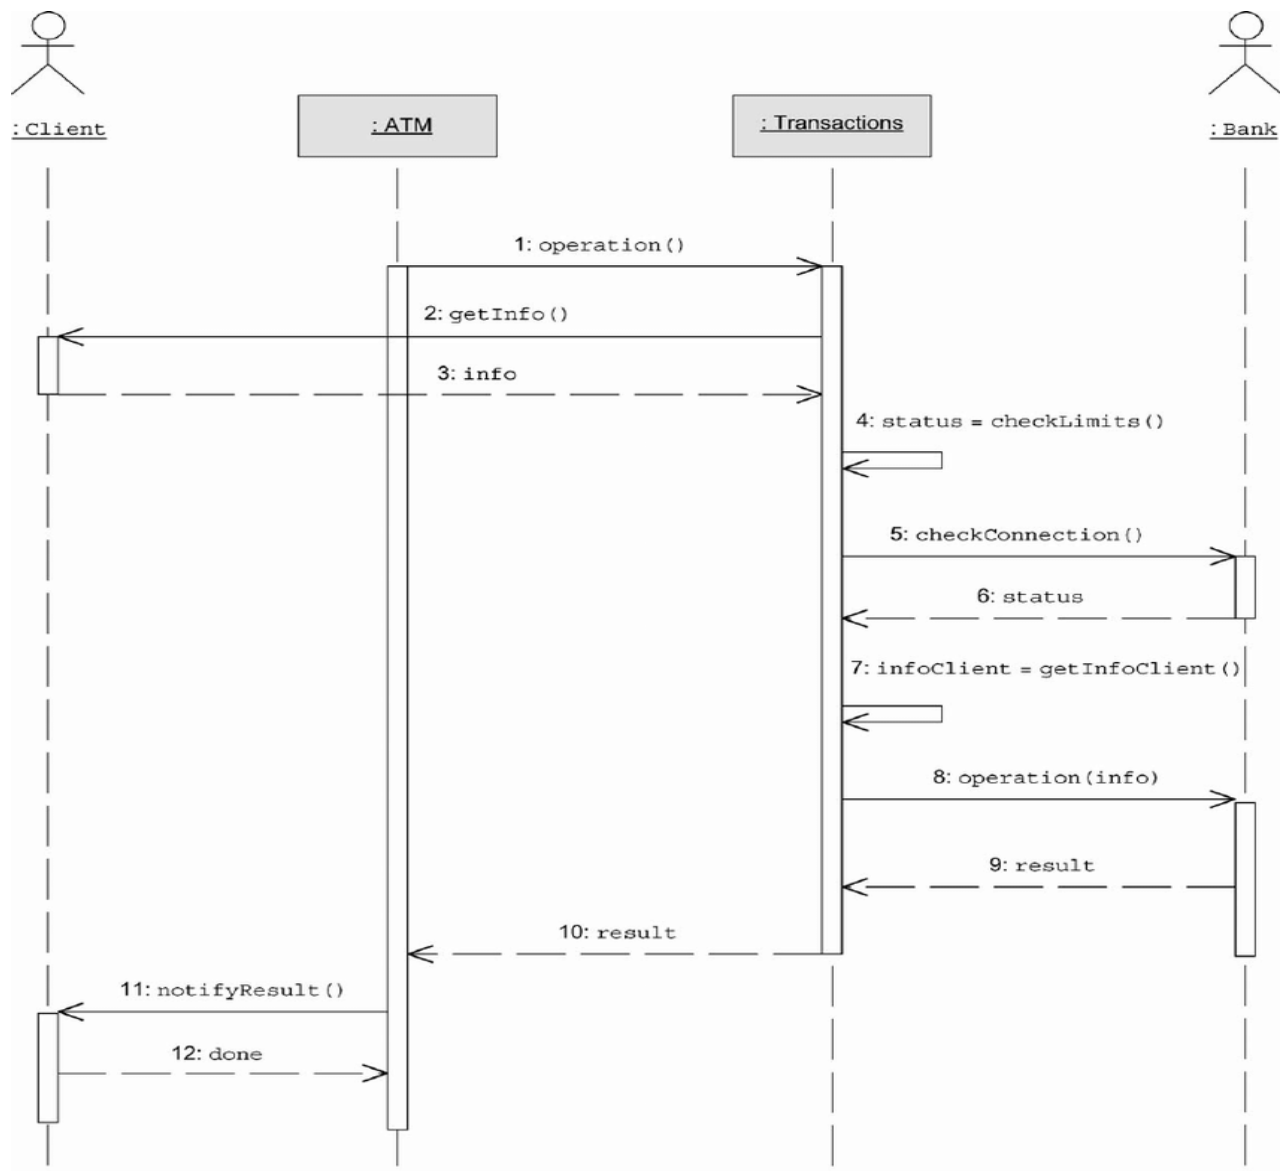 : Client
: ATM
: Transactions
: Bank
1: operation()
2: getInfo()
3: info
4: status = checkLimits()
5: checkConnection()
6: status
7: infoClient = getInfoClient()
8: operation(info)
9: result
10: result
11: notifyResult()
12: done